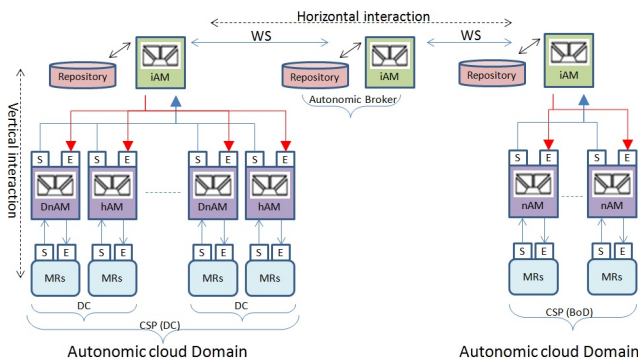 Horizontal interaction
WS
WS
iAM
iAM
iAM
Repository
Repository
Repository
Autonomic Broker
Vertical interaction
S E S E S E S E S E S E
DnAM hAM DnAM hAM nAM nAM
S E S E S E S E S E S E
MRs MRs MRs MRs MRs MRs
DC DC
CSP (DC)
CSP (BoD)
Autonomic cloud Domain
Autonomic cloud Domain